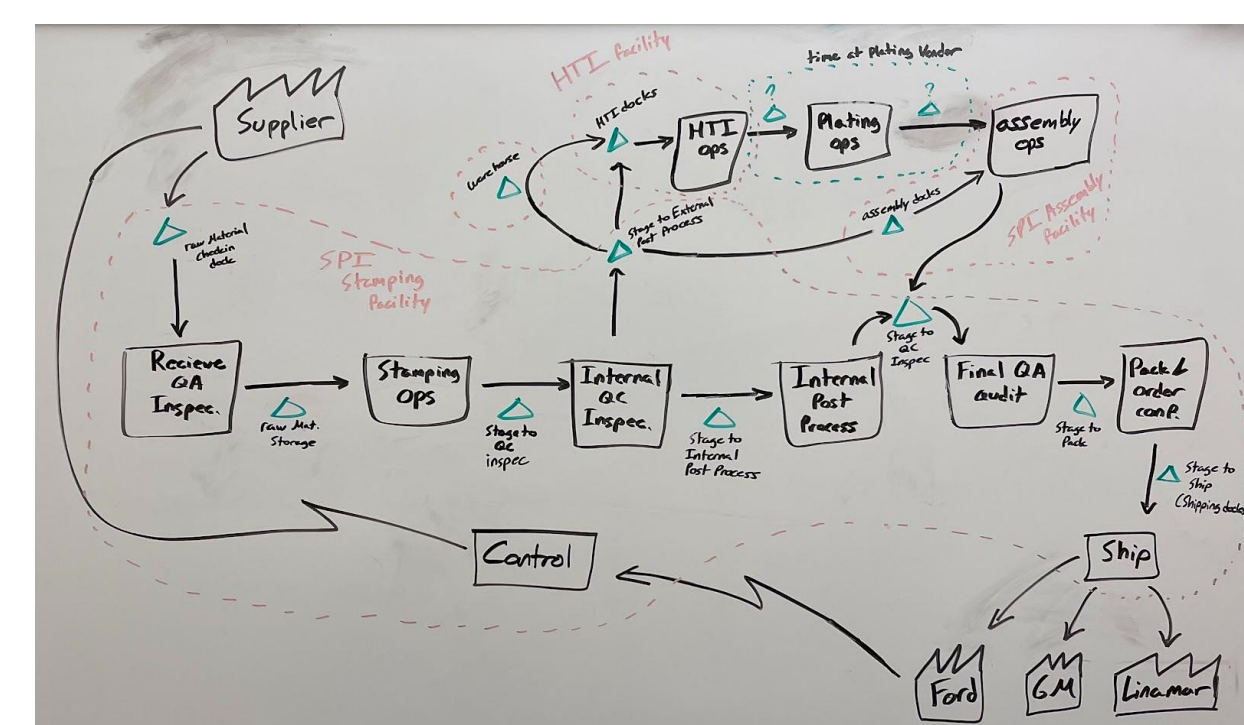 HTI facility
time at Plating Vendor
Supplier
HTI docks
?
?
HTI
ops
Plating
ops
assembly
ops
warehouse
raw Material
Checkin
dock
Stage to External
Post Process
assembly docks
SPI Assembly
facility
SPI
Stamping
Facility
Recieve
QA
Inspec.
raw Mat.
Storage
Stamping
OPS
Stage to
QC
inspec
Internal
QC
Inspec.
Stage to
Internal
Post Process
Internal
Post
Process
Stage to
QC
Inspec
Final QA
audit
Stage to
Pack
Pack &
order
conf.
Stage to
Ship
(Shipping docks
Control
Ship
Ford
GM
Linamar